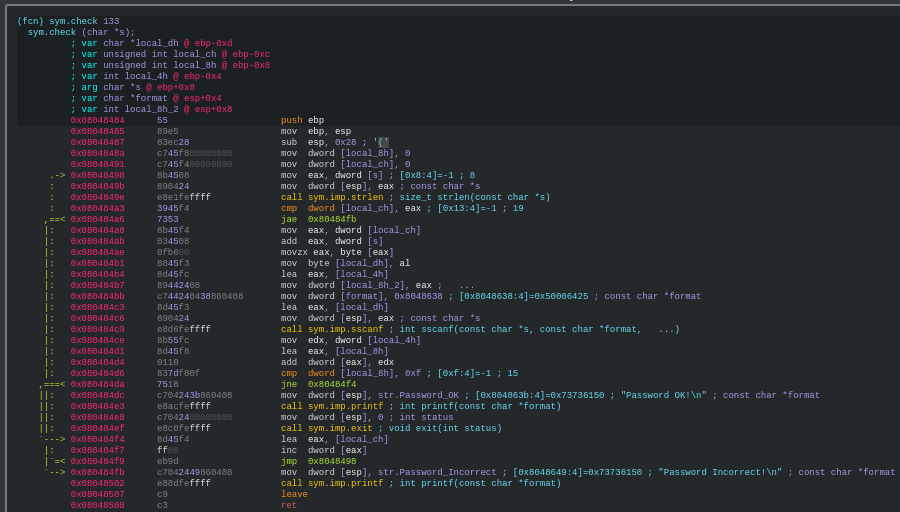 (fcn) sym.check 133
sym.check (char *s);
; var char *local_dh @ ebp-0xd
; var unsigned int local_ch @ ebp-0xc
; var unsigned int local_8h @ ebp-0x8
; var int local_4h @ ebp-0x4
; arg char *s @ ebp+0x8
; var char *format @ esp+0x4
; var int local_8h_2 @ esp+0x8
0x08048484 55 push ebp
0x08048485 89e5 mov ebp, esp
0x08048487 83ec28 sub esp, 0x28 ; '('
0x0804848a c745f800000000 mov dword [local_8h], 0
0x08048491 c745f400000000 mov dword [local_ch], 0
.-> 0x08048498 8b4508 mov eax, dword [s] ; [0x8:4]=-1 ; 8
: 0x0804849b 890424 mov dword [esp], eax ; const char *s
: 0x0804849e e8e1feffff call sym.imp.strlen ; size_t strlen(const char *s)
: 0x080484a3 3945f4 cmp dword [local_ch], eax ; [0x13:4]=-1 ; 19
,==< 0x080484a6 7353 jae 0x80484fb
|: 0x080484a8 8b45f4 mov eax, dword [local_ch]
|: 0x080484ab 034508 add eax, dword [s]
|: 0x080484ae 0fb600 movzx eax, byte [eax]
|: 0x080484b1 8845f3 mov byte [local_dh], al
|: 0x080484b4 8d45fc lea eax, [local_4h]
|: 0x080484b7 89442408 mov dword [local_8h_2], eax ; ...
|: 0x080484bb c744240438860408 mov dword [format], 0x8048638 ; [0x8048638:4]=0x50006425 ; const char *format
|: 0x080484c3 8d45f3 lea eax, [local_dh]
|: 0x080484c6 890424 mov dword [esp], eax ; const char *s
|: 0x080484c9 e8d6feffff call sym.imp.sscanf ; int sscanf(const char *s, const char *format, ...)
|: 0x080484ce 8b55fc mov edx, dword [local_4h]
|: 0x080484d1 8d45f8 lea eax, [local_8h]
|: 0x080484d4 0110 add dword [eax], edx
|: 0x080484d6 837df80f cmp dword [local_8h], 0xf ; [0xf:4]=-1 ; 15
,===< 0x080484da 7518 jne 0x80484f4
||: 0x080484dc c704243b860408 mov dword [esp], str.Password_OK ; [0x804863b:4]=0x73736150 ; "Password OK!\n" ; const char *format
||: 0x080484e3 e8acfeffff call sym.imp.printf ; int printf(const char *format)
||: 0x080484e8 c7042400000000 mov dword [esp], 0 ; int status
||: 0x080484ef e8c0feffff call sym.imp.exit ; void exit(int status)
`---> 0x080484f4 8d45f4 lea eax, [local_ch]
|: 0x080484f7 ff00 inc dword [eax]
|`=< 0x080484f9 eb9d jmp 0x8048498
`--> 0x080484fb c7042449860408 mov dword [esp], str.Password_Incorrect ; [0x8048649:4]=0x73736150 ; "Password Incorrect!\n" ; const char *format
0x08048502 e88dfeffff call sym.imp.printf ; int printf(const char *format)
0x08048507 c9 leave
0x08048508 c3 ret